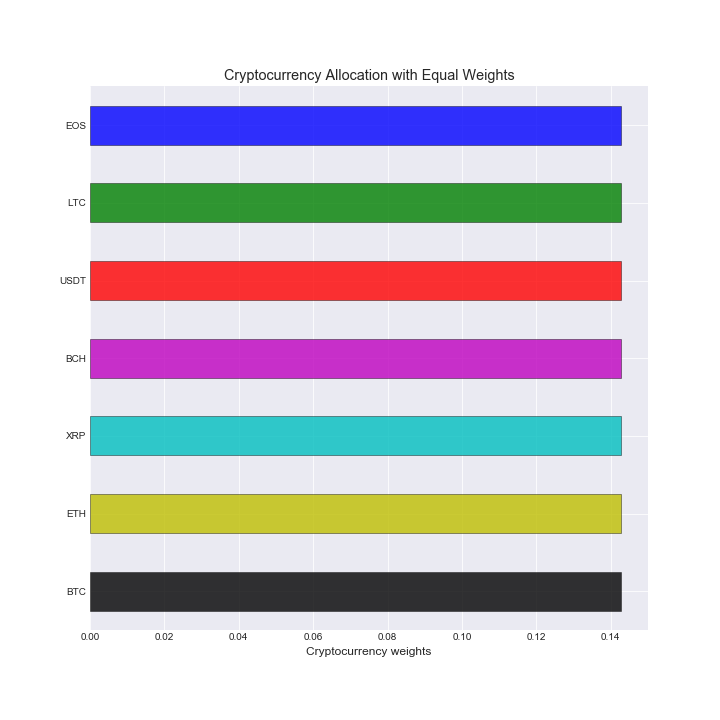 Cryptocurrency Allocation with Equal Weights
EOS
LTC
USDT
BCH
XRP
ETH
BTC
0.00 0.02 0.04 0.06 0.08 0.10 0.12 0.14
Cryptocurrency weights